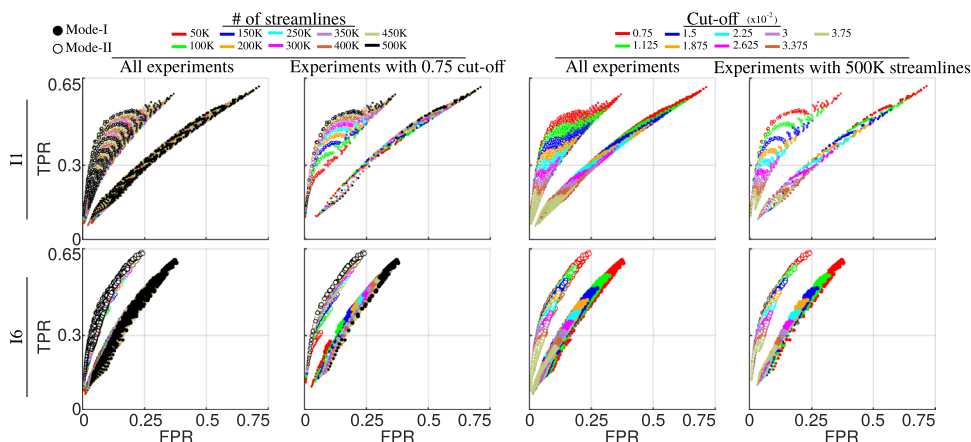 # of streamlines
Mode-I
Mode-II
50K 150K 250K 350K 450K
100K 200K 300K 400K 500K
Cut-off (x10-2)
0.75 1.5 2.25 3 3.75
1.125 1.875 2.625 3.375
All experiments Experiments with 0.75 cut-off All experiments Experiments with 500K streamlines
I1
TPR
0.65
0.3
0
I6
TPR
0.65
0.3
0
0 0.25 0.5 0.75 0 0.25 0.5 0.75 0 0.25 0.5 0.75 0 0.25 0.5 0.75
FPR FPR FPR FPR